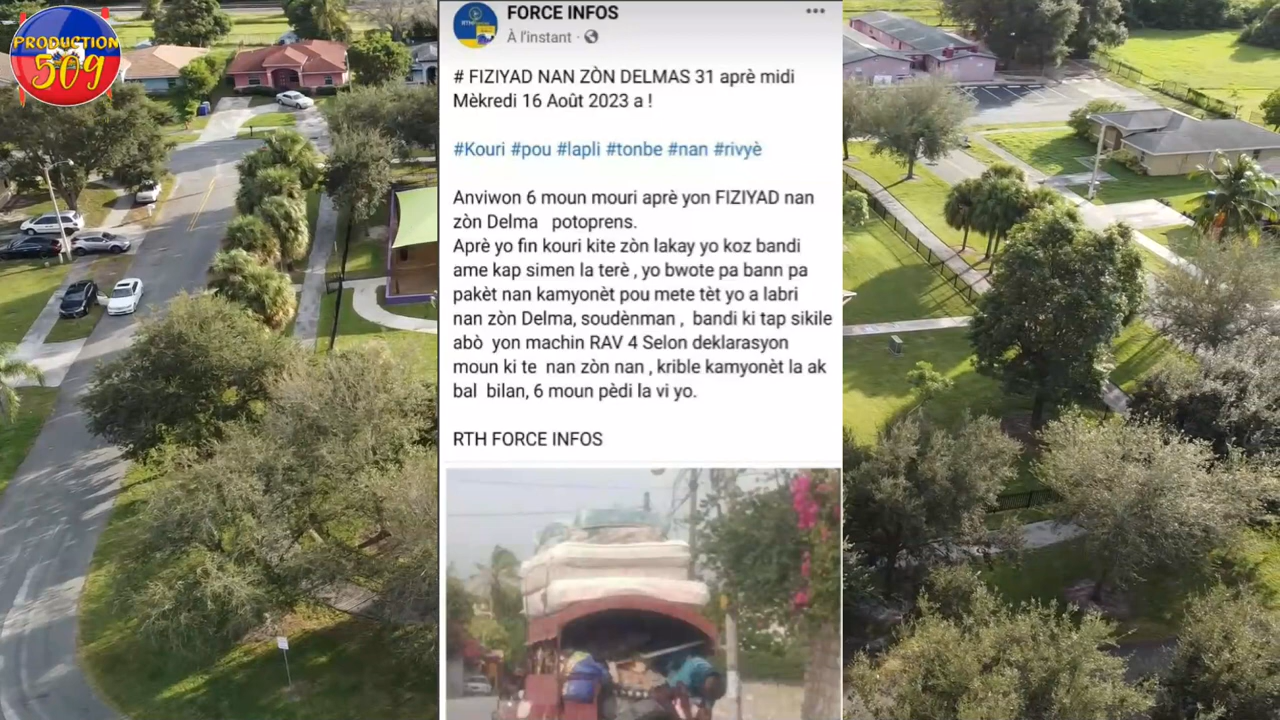 PRODUCTION
509
FORCE INFOS
À l'instant ·
# FIZIYAD NAN ZÒN DELMAS 31 aprè midi
Mèkredi 16 Août 2023 a !
#Kouri #pou #lapli #tonbe #nan #rivyè
Anviwon 6 moun mouri aprè yon FIZIYAD nan
zòn Delma potoprens.
Aprè yo fin kouri kite zòn lakay yo koz bandi
ame kap simen la terè , yo bwote pa bann pa
pakèt nan kamyonèt pou mete tèt yo a labri
nan zòn Delma, soudènman , bandi ki tap sikile
abò yon machin RAV 4 Selon deklarasyon
moun ki te nan zòn nan , krible kamyonèt la ak
bal bilan, 6 moun pèdi la vi yo.
RTH FORCE INFOS